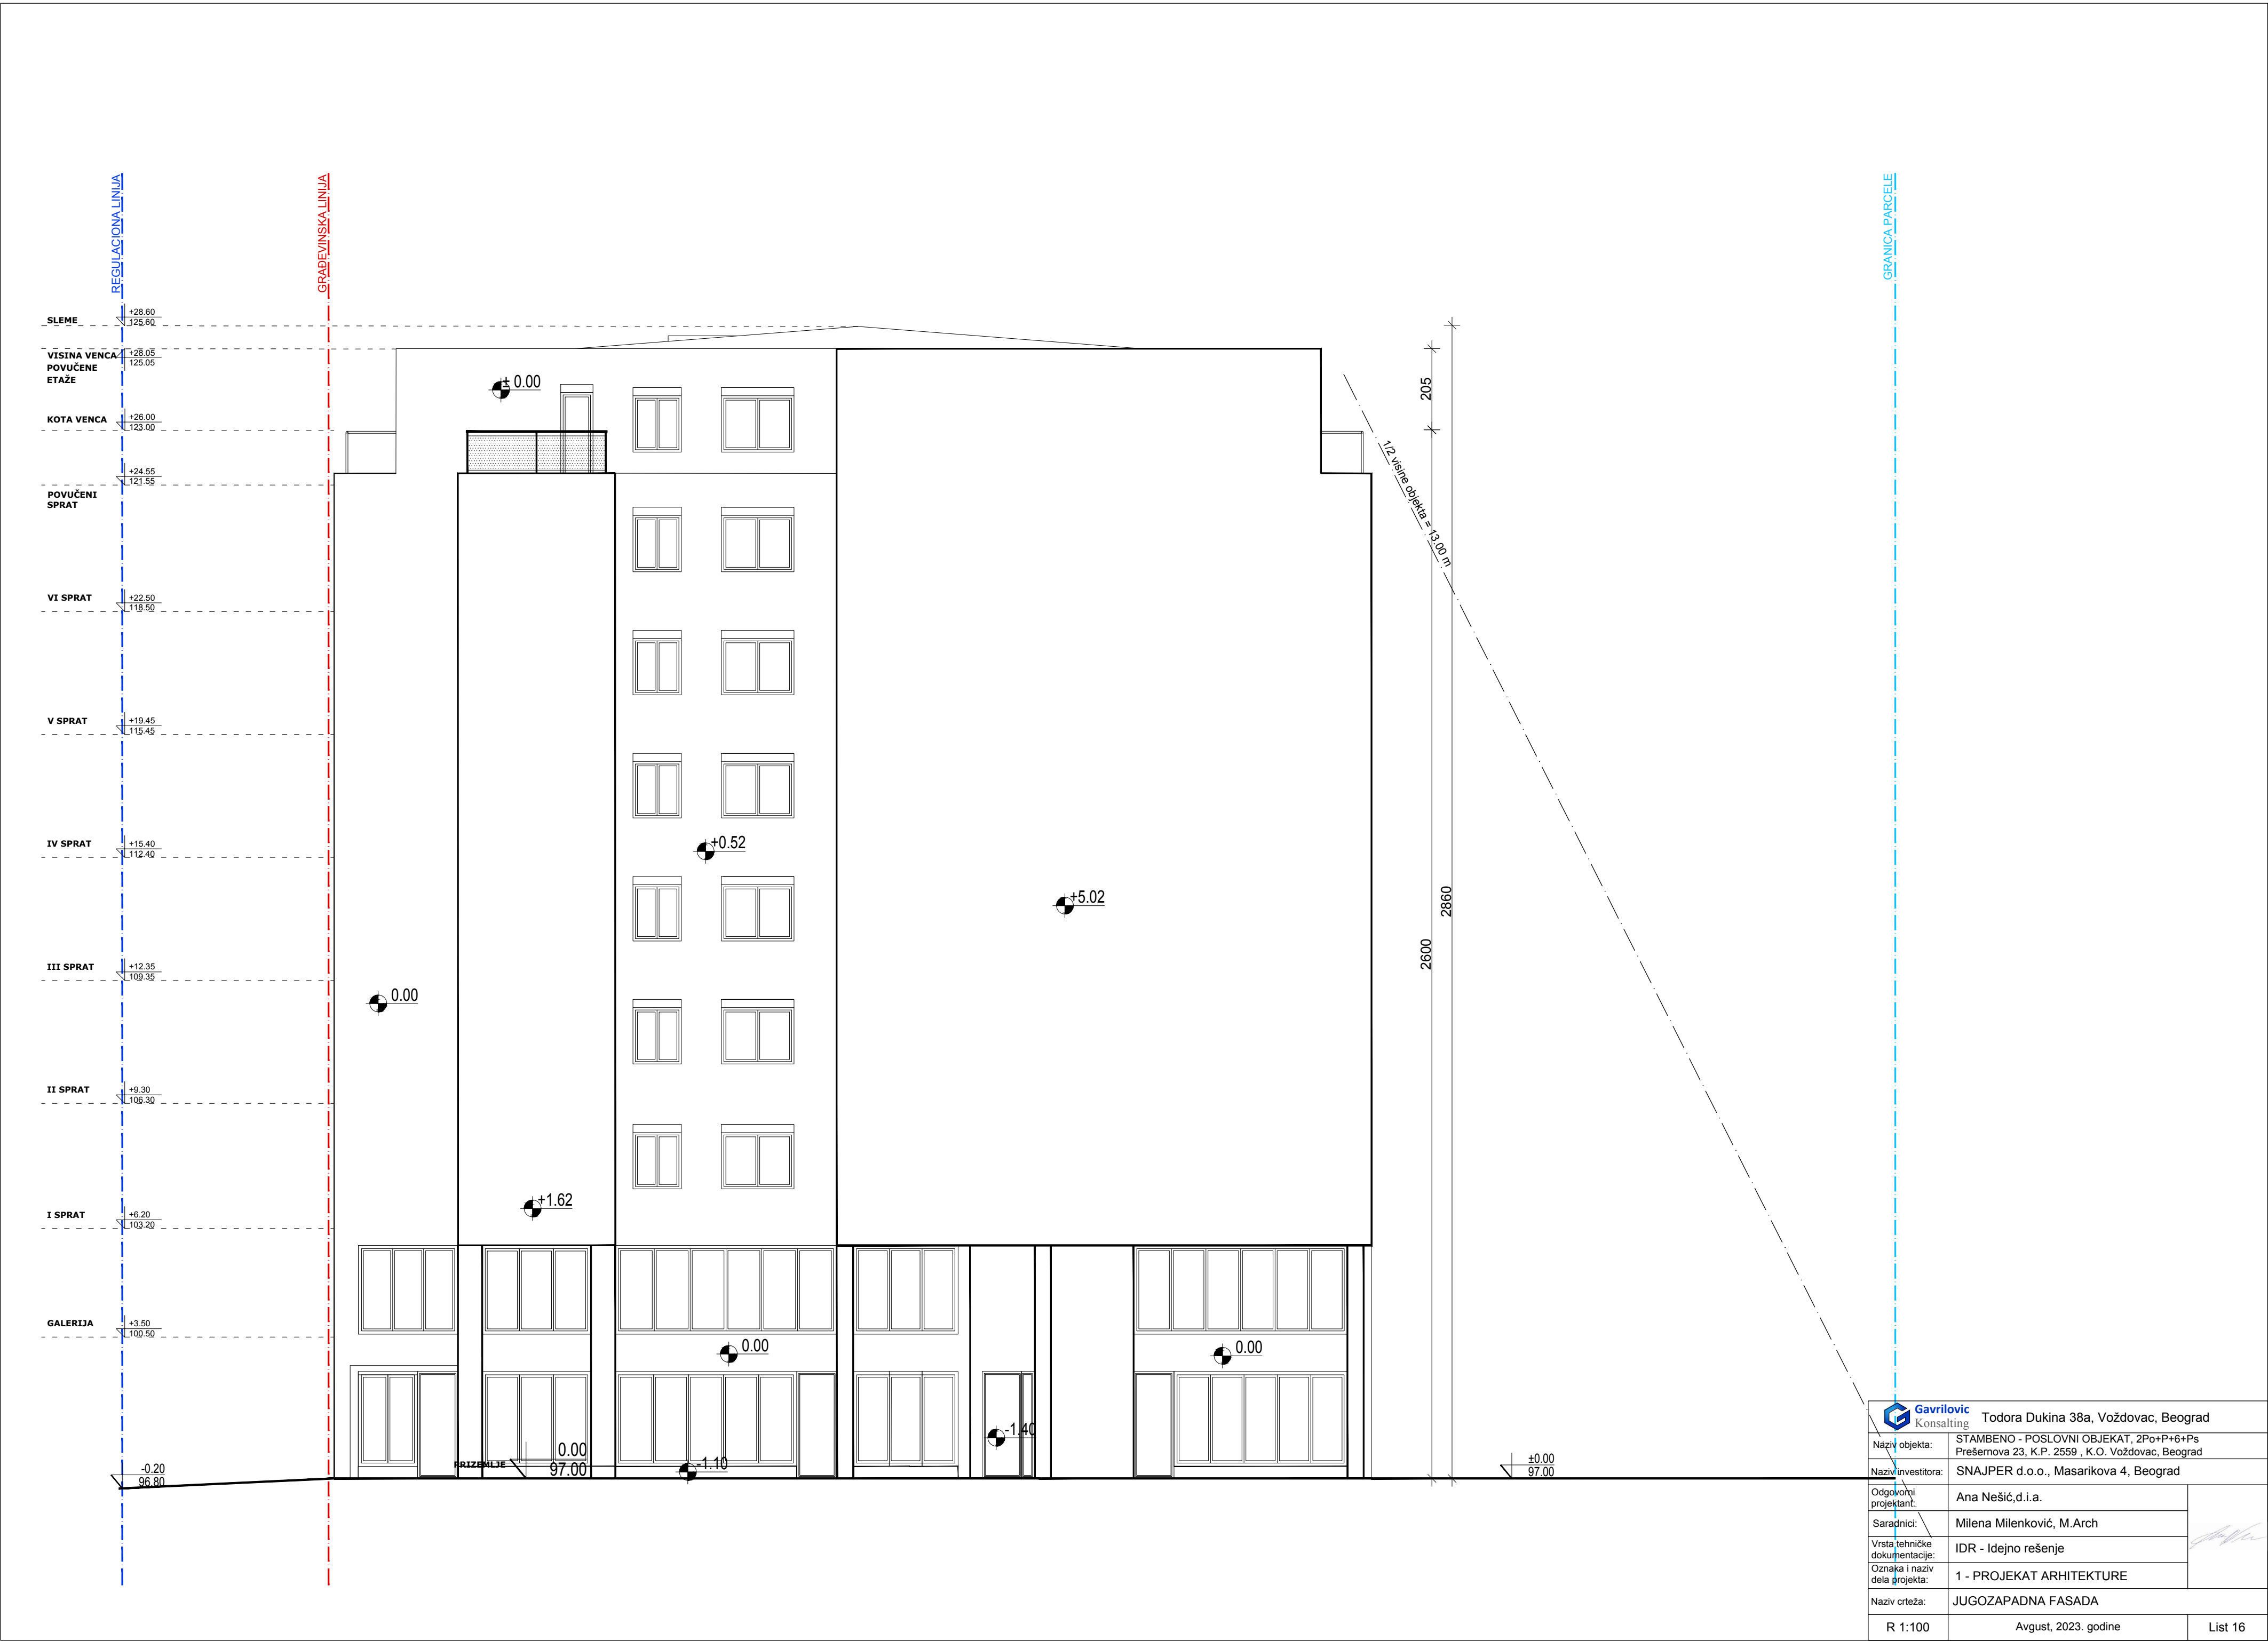 REGULACIONA LINIJA
GRAĐEVINSKA LINIJA
GRANICA PARCELE
SLEME
+28.60
125.60
VISINA VENCA
POVUČENE
ETAŽE
+28.05
125.05
KOTA VENCA
+26.00
123.00
+24.55
121.55
POVUČENI
SPRAT
VI SPRAT
+22.50
118.50
V SPRAT
+19.45
115.45
IV SPRAT
+15.40
112.40
III SPRAT
+12.35
109.35
II SPRAT
+9.30
106.30
I SPRAT
+6.20
103.20
GALERIJA
+3.50
100.50
-0.20
96.80
± 0.00
+0.52
+5.02
0.00
+1.62
0.00
0.00
-1.40
PRIZEMLJE
0.00
97.00
-1.10
205
2600
2860
1/2 visine objekta = 13.00 m
±0.00
97.00
Gavrilovic
Konsalting
Todora Dukina 38a, Voždovac, Beograd
Naziv objekta:
STAMBENO - POSLOVNI OBJEKAT, 2Po+P+6+Ps
Prešernova 23, K.P. 2559 , K.O. Voždovac, Beograd
Naziv investitora:
SNAJPER d.o.o., Masarikova 4, Beograd
Odgovorni
projektant:
Ana Nešić,d.i.a.
Saradnici:
Milena Milenković, M.Arch
Vrsta tehničke
dokumentacije:
IDR - Idejno rešenje
Oznaka i naziv
dela projekta:
1 - PROJEKAT ARHITEKTURE
Naziv crteža:
JUGOZAPADNA FASADA
R 1:100
Avgust, 2023. godine
List 16